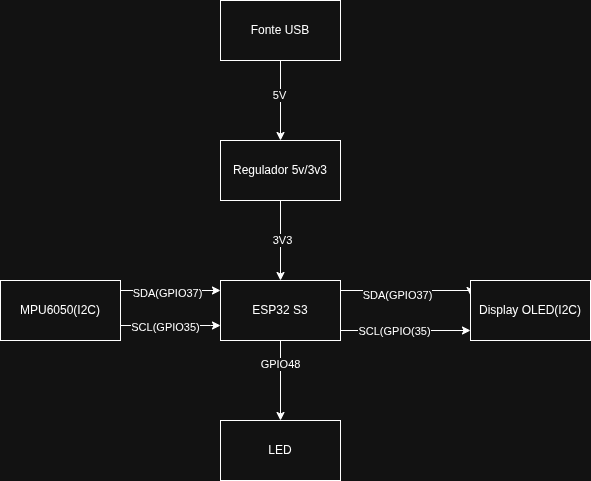 Fonte USB
5V
Regulador 5v/3v3
3V3
SDA(GPIO37)
SDA(GPIO37)
MPU6050(I2C)
ESP32 S3
Display OLED(I2C)
SCL(GPIO35)
SCL(GPIO(35)
GPIO48
LED